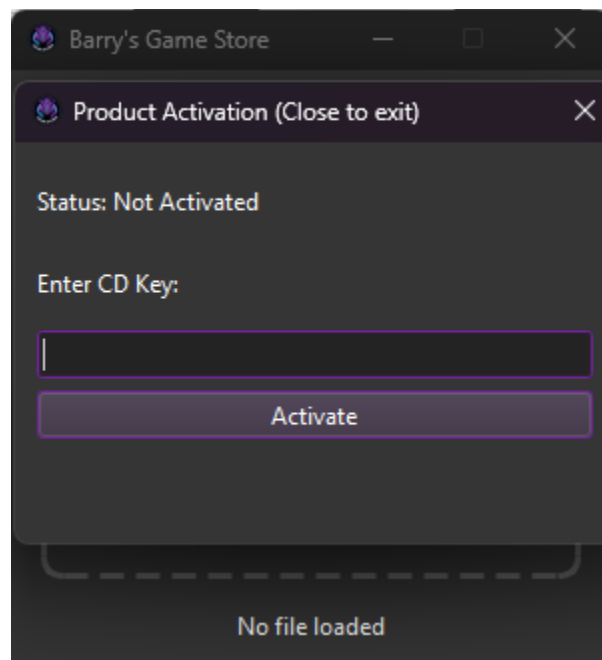 Barry's Game Store
Product Activation (Close to exit)
Status: Not Activated
Enter CD Key:
Activate
No file loaded